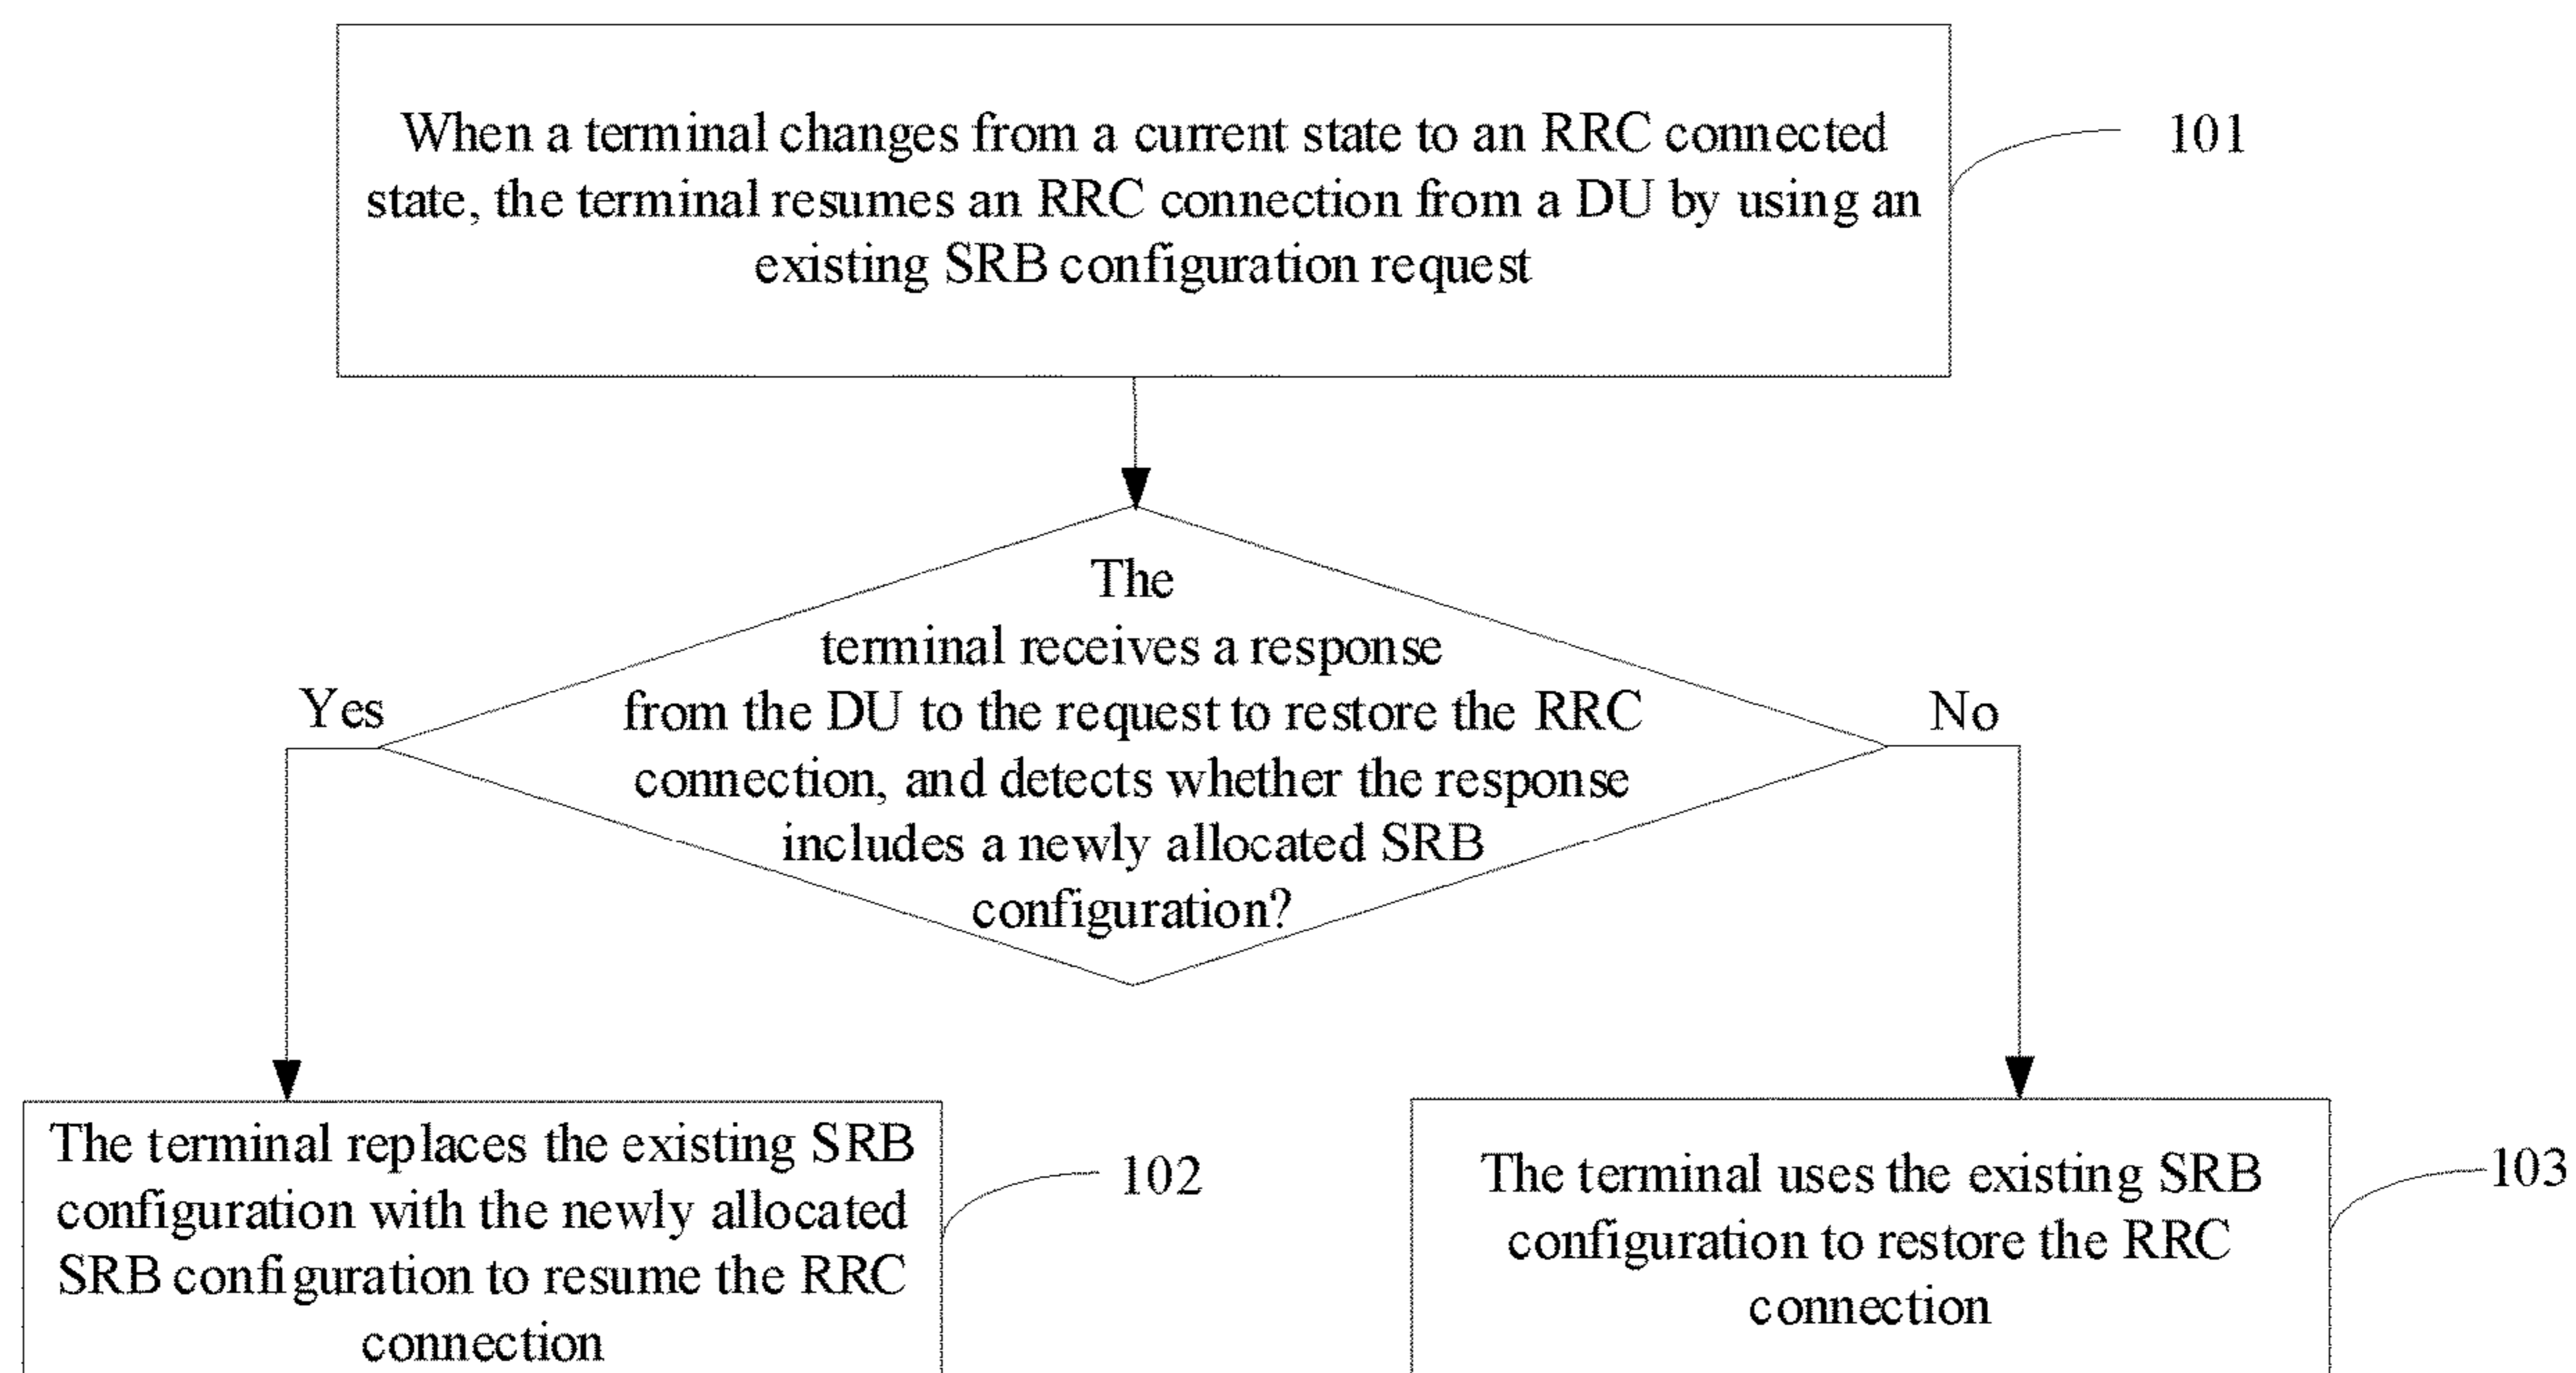 When a terminal changes from a current state to an RRC connected
state, the terminal resumes an RRC connection from a DU by using an
existing SRB configuration request
101
The
terminal receives a response
from the DU to the request to restore the RRC
connection, and detects whether the response
includes a newly allocated SRB
configuration?
Yes
No
The terminal replaces the existing SRB
configuration with the newly allocated
SRB configuration to resume the RRC
connection
102
The terminal uses the existing SRB
configuration to restore the RRC
connection
103